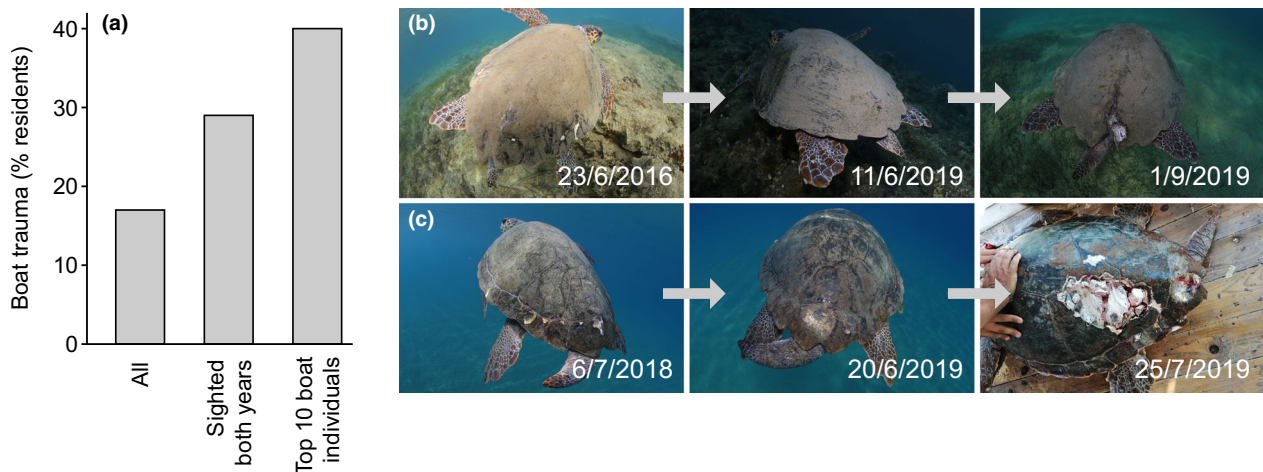 (a)
Boat trauma (% residents)
40
30
20
10
0
All
Sighted
both years
Top 10 boat
individuals
(b)
23/6/2016
11/6/2019
1/9/2019
(c)
6/7/2018
20/6/2019
25/7/2019